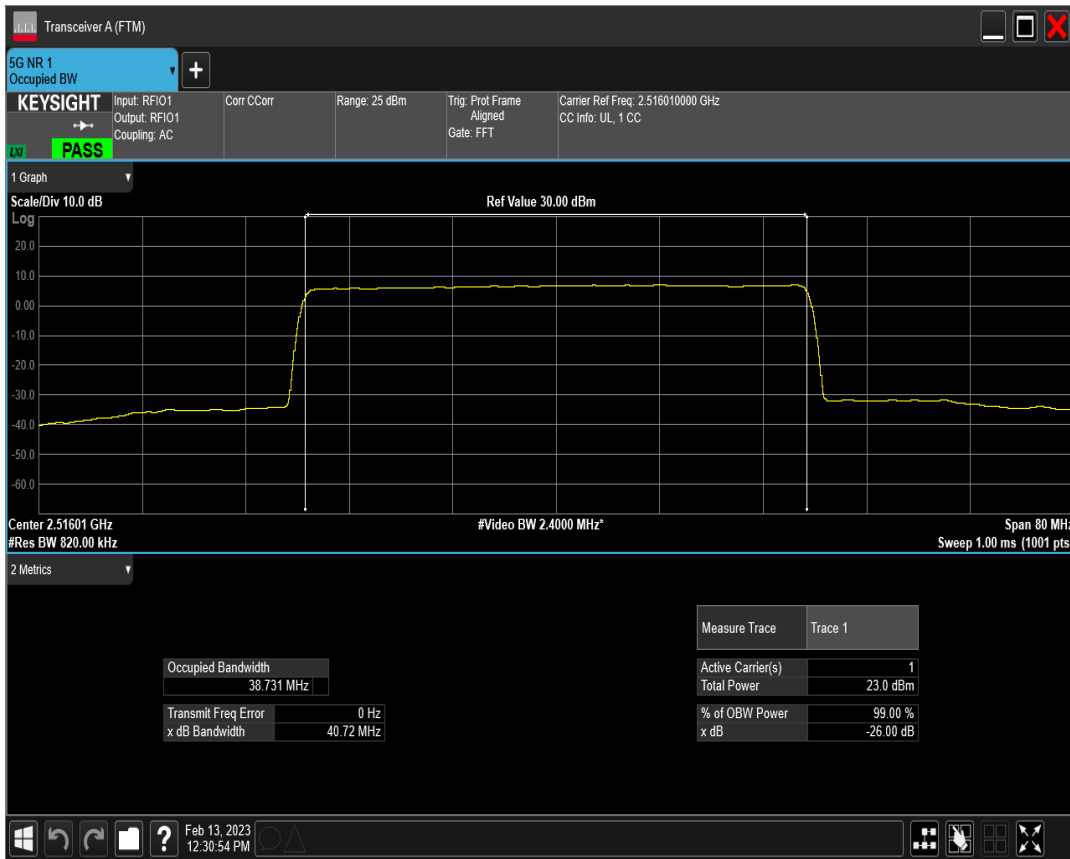 Transceiver A (FTM)
5G NR 1
Occupied BW
+
KEYSIGHT
LXI
PASS
Input: RFIO1
Output: RFIO1
Coupling: AC
Corr CCorr
Range: 25 dBm
Trig: Prot Frame
Aligned
Gate: FFT
Carrier Ref Freq: 2.516010000 GHz
CC Info: UL, 1 CC
1 Graph
Scale/Div 10.0 dB
Ref Value 30.00 dBm
Log
20.0
10.0
0.00
-10.0
-20.0
-30.0
-40.0
-50.0
-60.0
Center 2.51601 GHz
#Video BW 2.4000 MHz*
Span 80 MHz
#Res BW 820.00 kHz
Sweep 1.00 ms (1001 pts
2 Metrics
Measure Trace Trace 1
Occupied Bandwidth
38.731 MHz
Active Carrier(s) 1
Total Power 23.0 dBm
Transmit Freq Error 0 Hz
x dB Bandwidth 40.72 MHz
% of OBW Power 99.00 %
x dB -26.00 dB
?
Feb 13, 2023
12:30:54 PM